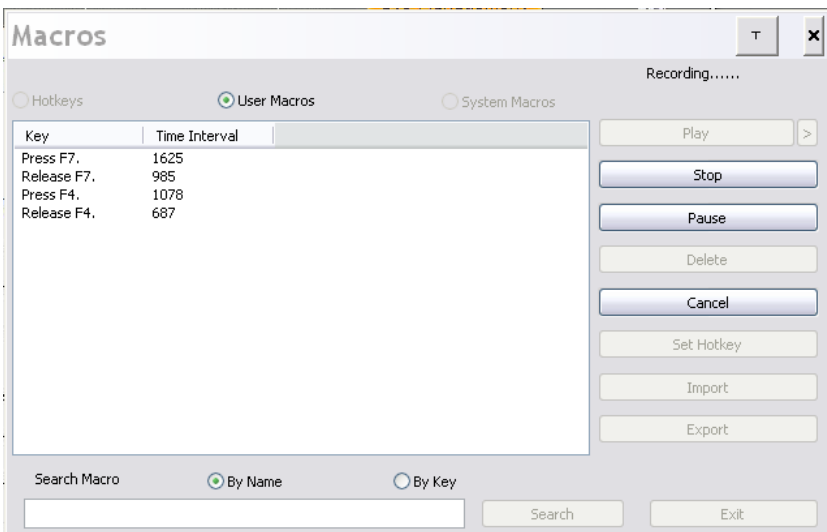 Macros
T
x
Recording......
Hotkeys
User Macros
System Macros
Key Time Interval
Press F7. 1625
Release F7. 985
Press F4. 1078
Release F4. 687
Play
>
Stop
Pause
Delete
Cancel
Set Hotkey
Import
Export
Search Macro
By Name
By Key
Search
Exit